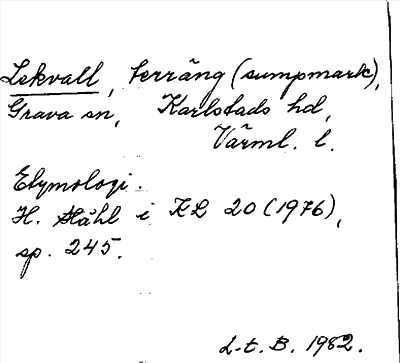 Lekvall, terräng (sumpmark),
Grava sn, Karlstads hd,
Värml. l.
Etymologi.
H. Ståhl i KL 20 (1976),
sp. 245.
L-t. B. 1982.